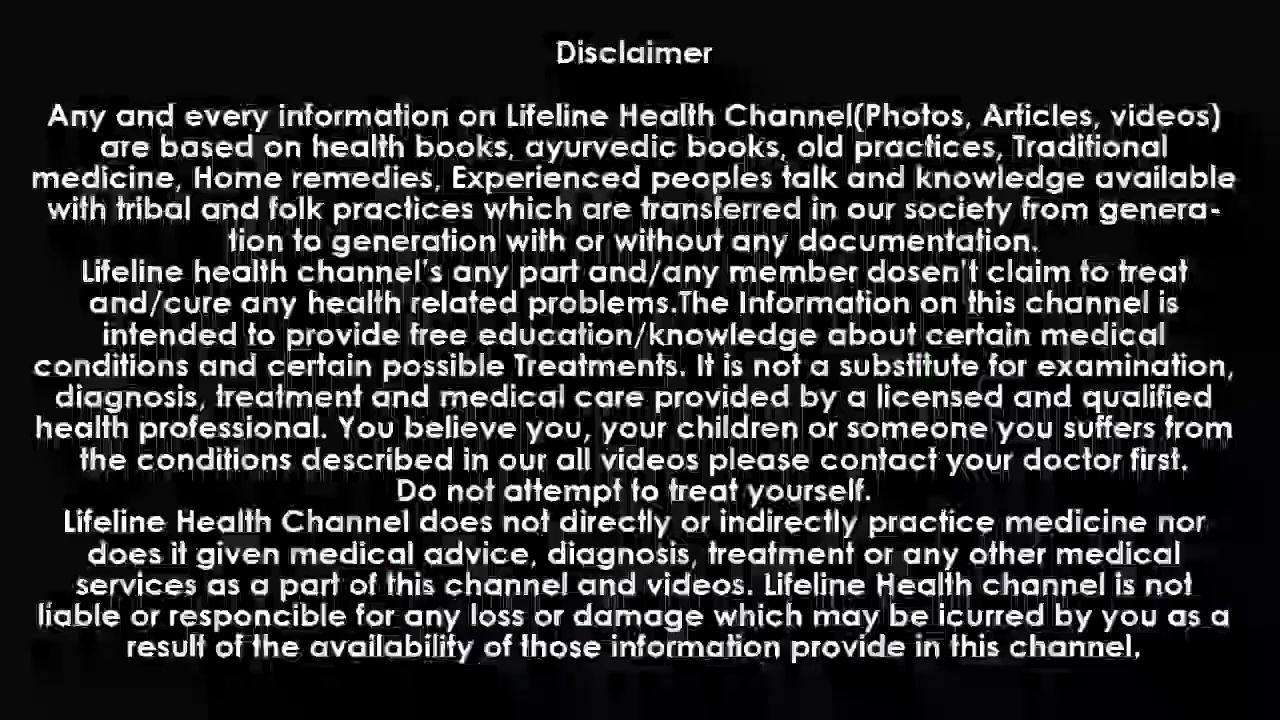 Disclaimer
Any and every information on Lifeline Health Channel(Photos, Articles, videos)
are based on health books, ayurvedic books, old practices, Traditional
medicine, Home remedies, Experienced peoples talk and knowledge available
with tribal and folk practices which are transferred in our society from genera-
tion to generation with or without any documentation.
Lifeline health channel's any part and/any member dosen't claim to treat
and/cure any health related problems.The Information on this channel is
intended to provide free education/knowledge about certain medical
conditions and certain possible Treatments. It is not a substitute for examination,
diagnosis, treatment and medical care provided by a licensed and qualified
health professional. You believe you, your children or someone you suffers from
the conditions described in our all videos please contact your doctor first.
Do not attempt to treat yourself.
Lifeline Health Channel does not directly or indirectly practice medicine nor
does it given medical advice, diagnosis, treatment or any other medical
services as a part of this channel and videos. Lifeline Health channel is not
liable or responcible for any loss or damage which may be icurred by you as a
result of the availability of those information provide in this channel.